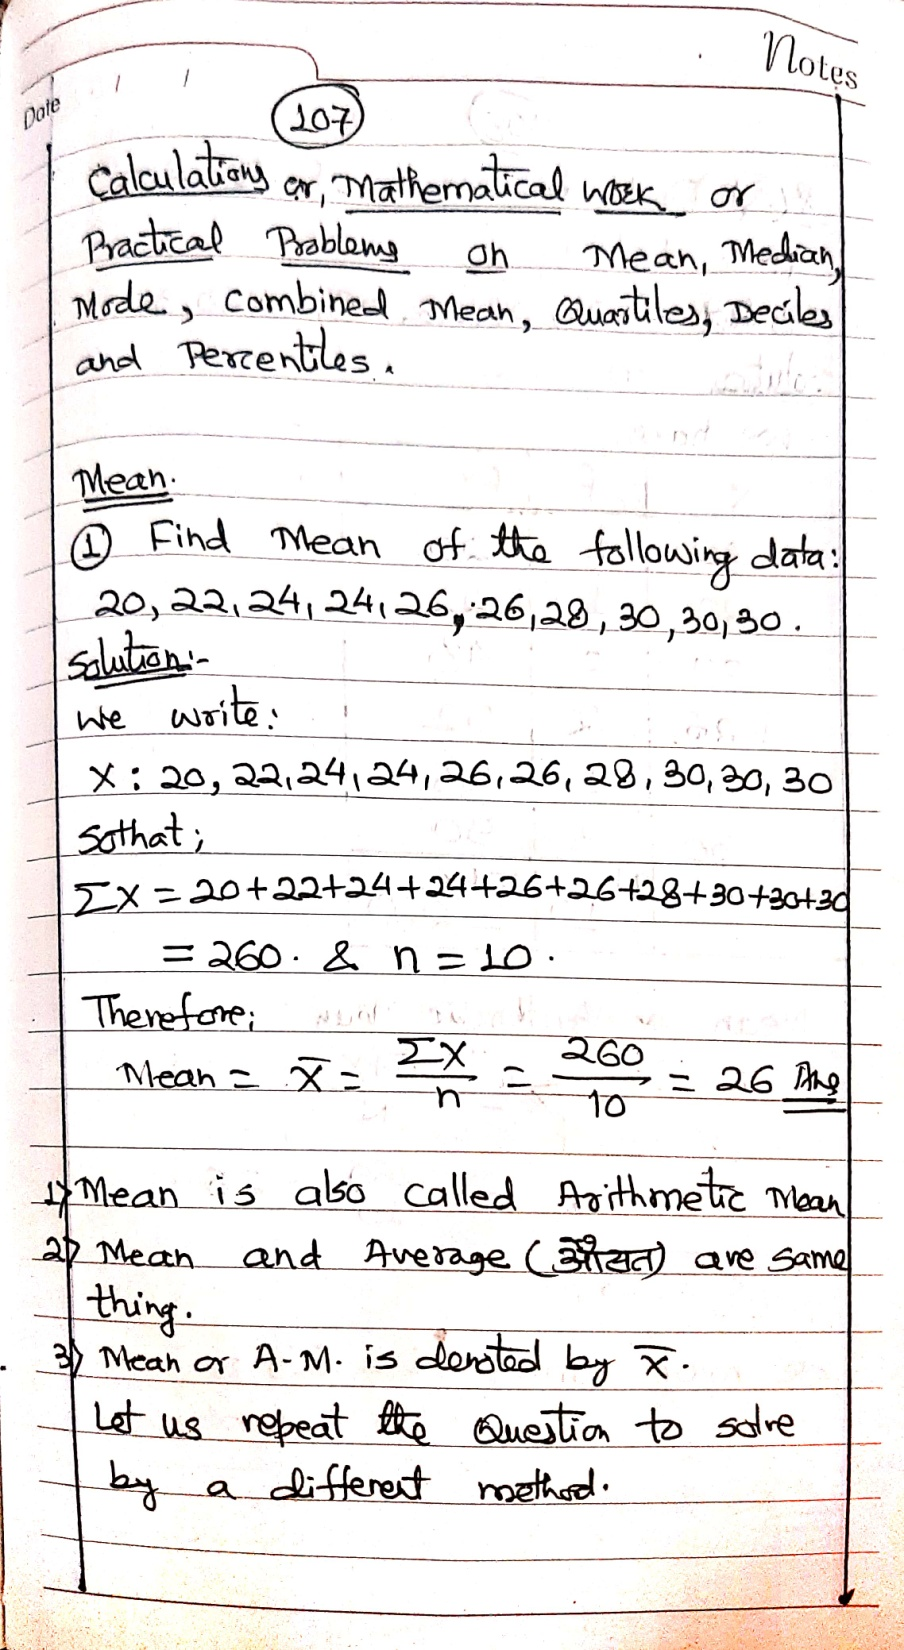 Notes
Date / /
107
Calculations or, Mathematical work or
Practical Problems on Mean, Median,
Mode, Combined Mean, Quartiles, Deciles
and Percentiles.
Mean.
① Find Mean of the following data:
20, 22, 24, 24, 26, 26, 28, 30, 30, 30.
Solution:-
We write:
X : 20, 22, 24, 24, 26, 26, 28, 30, 30, 30
Sothat;
ΣX = 20+22+24+24+26+26+28+30+30+30
= 260. & n = 10.
Therefore;
Mean = x̄ = ΣX/n = 260/10 = 26 Ans
1) Mean is also called Arithmetic Mean
2) Mean and Average (औसत) are same
thing.
3) Mean or A-M. is denoted by x̄.
Let us repeat the Question to solve
by a different method.